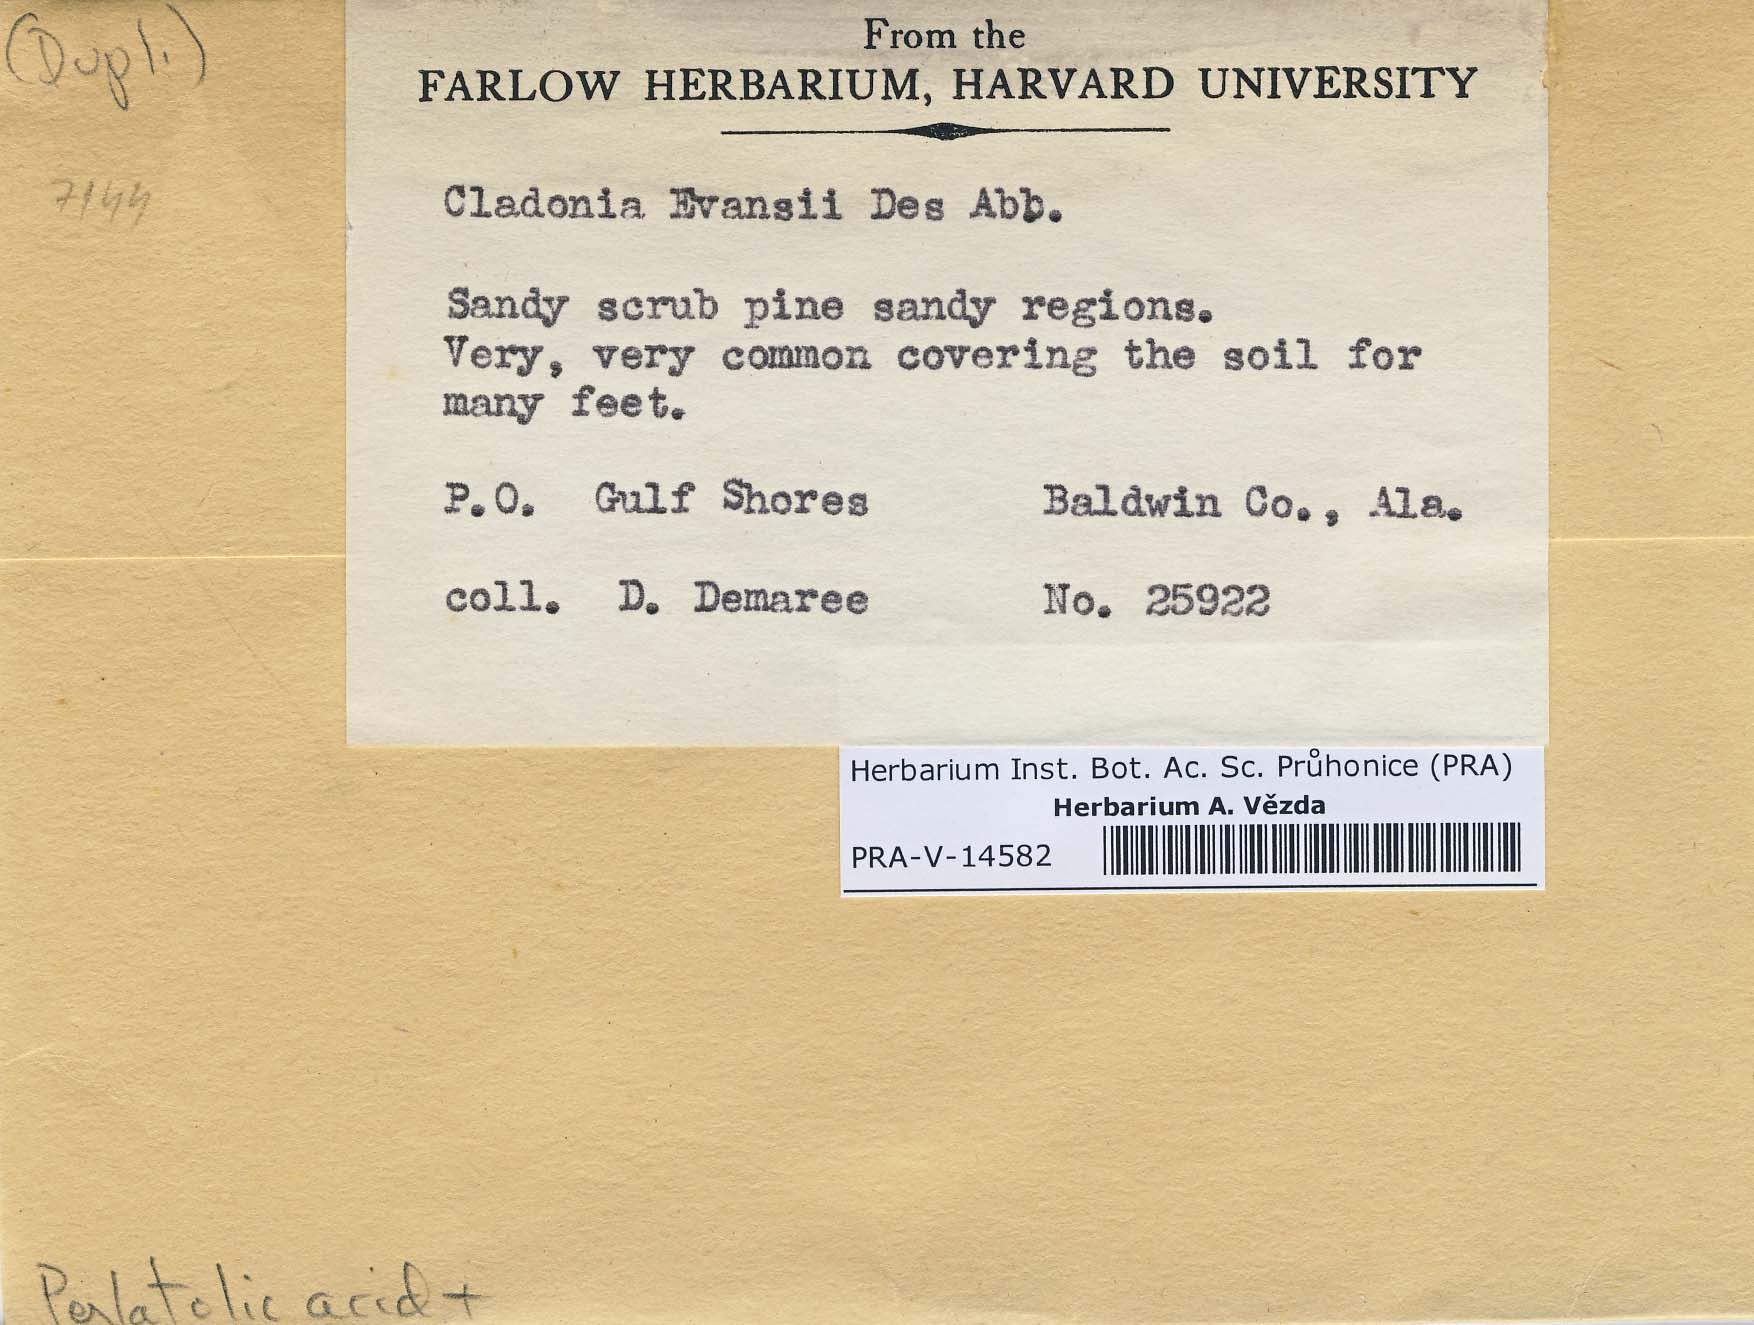 (Dupl.)
7144
From the
FARLOW HERBARIUM, HARVARD UNIVERSITY
Cladonia Evansii Des Abb.
Sandy scrub pine sandy regions.
Very, very common covering the soil for
many feet.
P.O. Gulf Shores Baldwin Co., Ala.
coll. D. Demaree No. 25922
Herbarium Inst. Bot. Ac. Sc. Průhonice (PRA)
Herbarium A. Vězda
PRA-V-14582
Perlatolic acid +